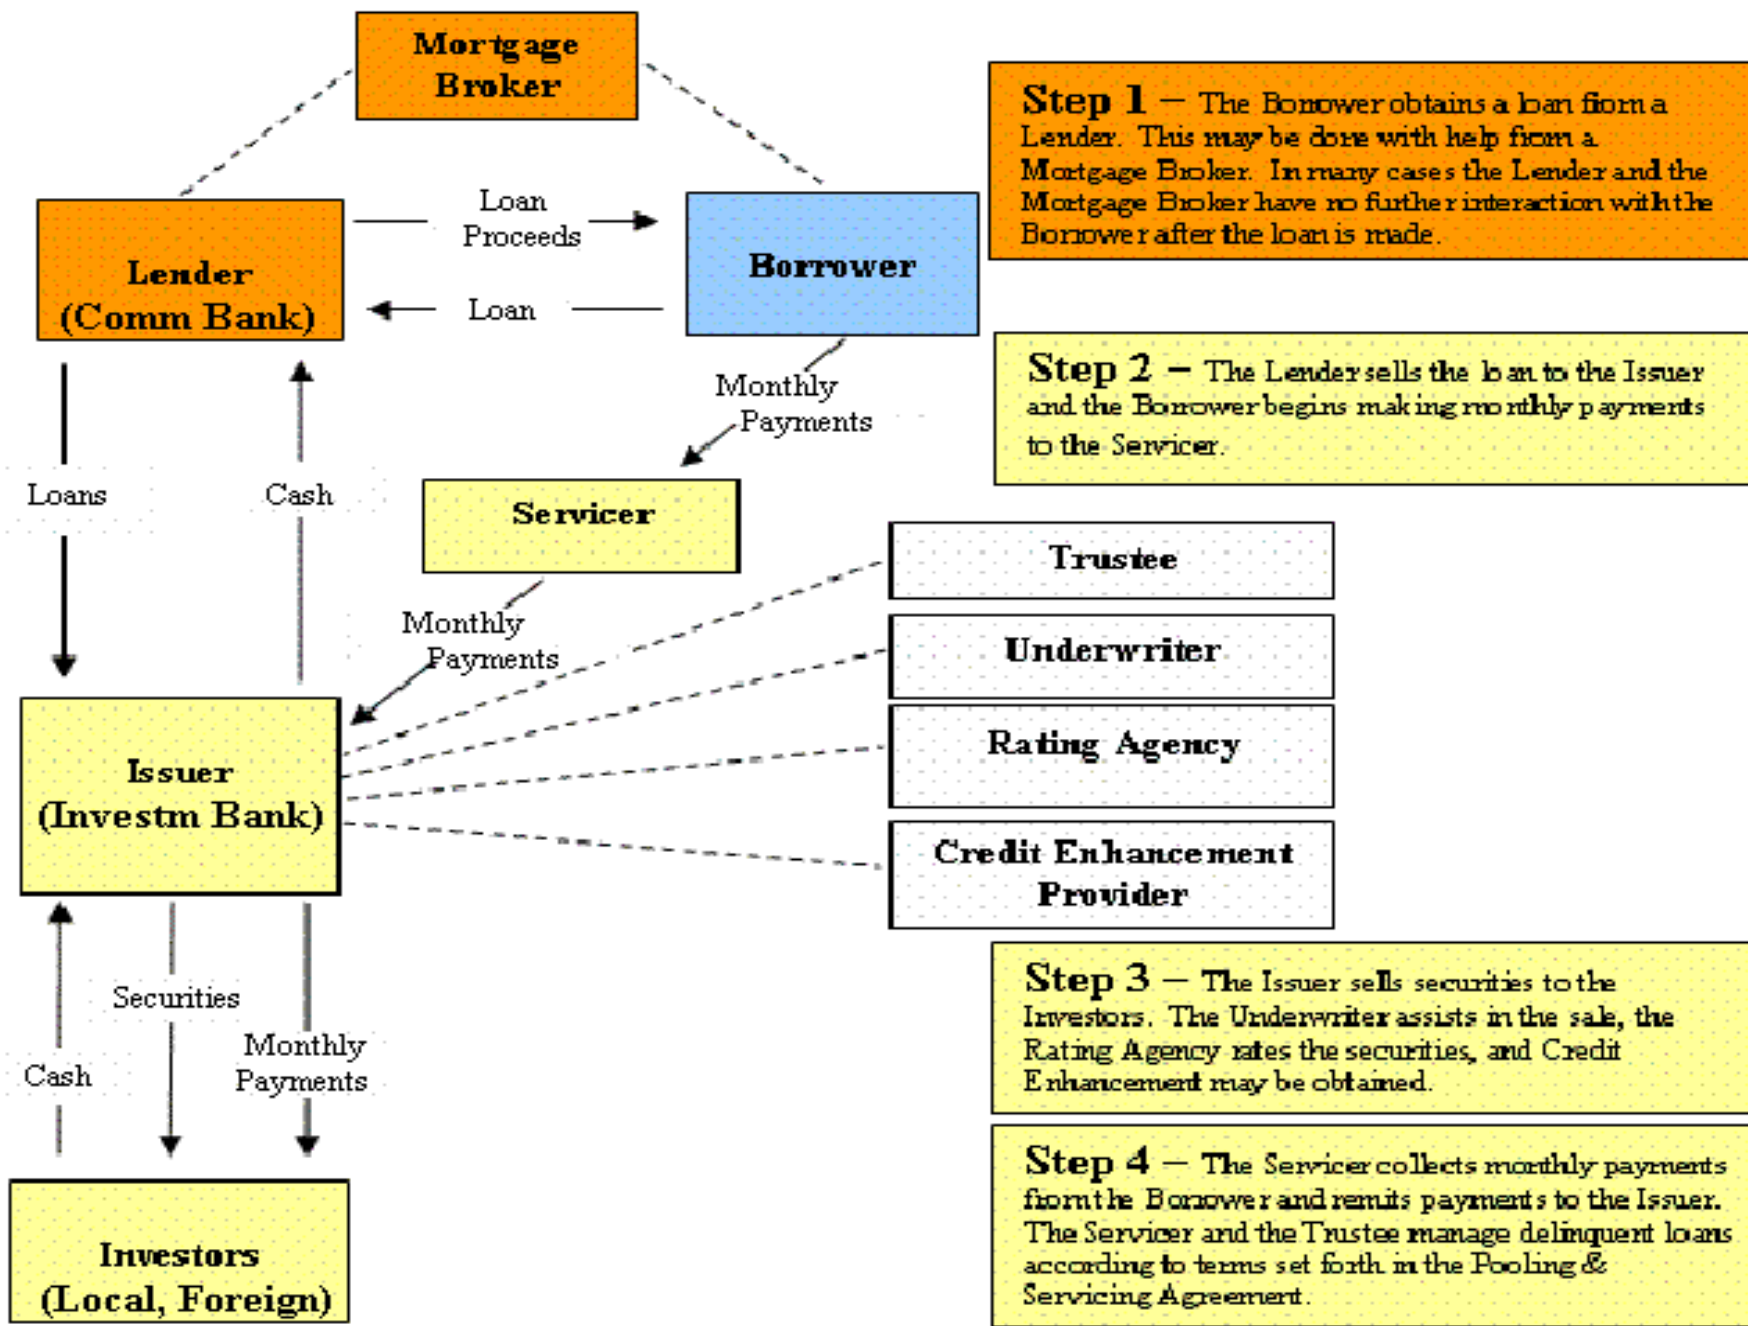 Mortgage
Broker
Step 1 – The Borrower obtains a loan from a
Lender. This may be done with help from a
Mortgage Broker. In many cases the Lender and the
Mortgage Broker have no further interaction with the
Borrower after the loan is made.
Loan
Proceeds
Lender
(Comm Bank)
Borrower
Loan
Step 2 – The Lender sells the loan to the Issuer
and the Borrower begins making monthly payments
to the Servicer.
Monthly
Payments
Loans
Cash
Servicer
Trustee
Monthly
Payments
Underwriter
Rating Agency
Issuer
(Investm Bank)
Credit Enhancement
Provider
Step 3 – The Issuer sells securities to the
Investors. The Underwriter assists in the sale, the
Rating Agency rates the securities, and Credit
Enhancement may be obtained.
Securities
Monthly
Payments
Cash
Step 4 – The Servicer collects monthly payments
from the Borrower and remits payments to the Issuer.
The Servicer and the Trustee manage delinquent loans
according to terms set forth in the Pooling &
Servicing Agreement.
Investors
(Local, Foreign)